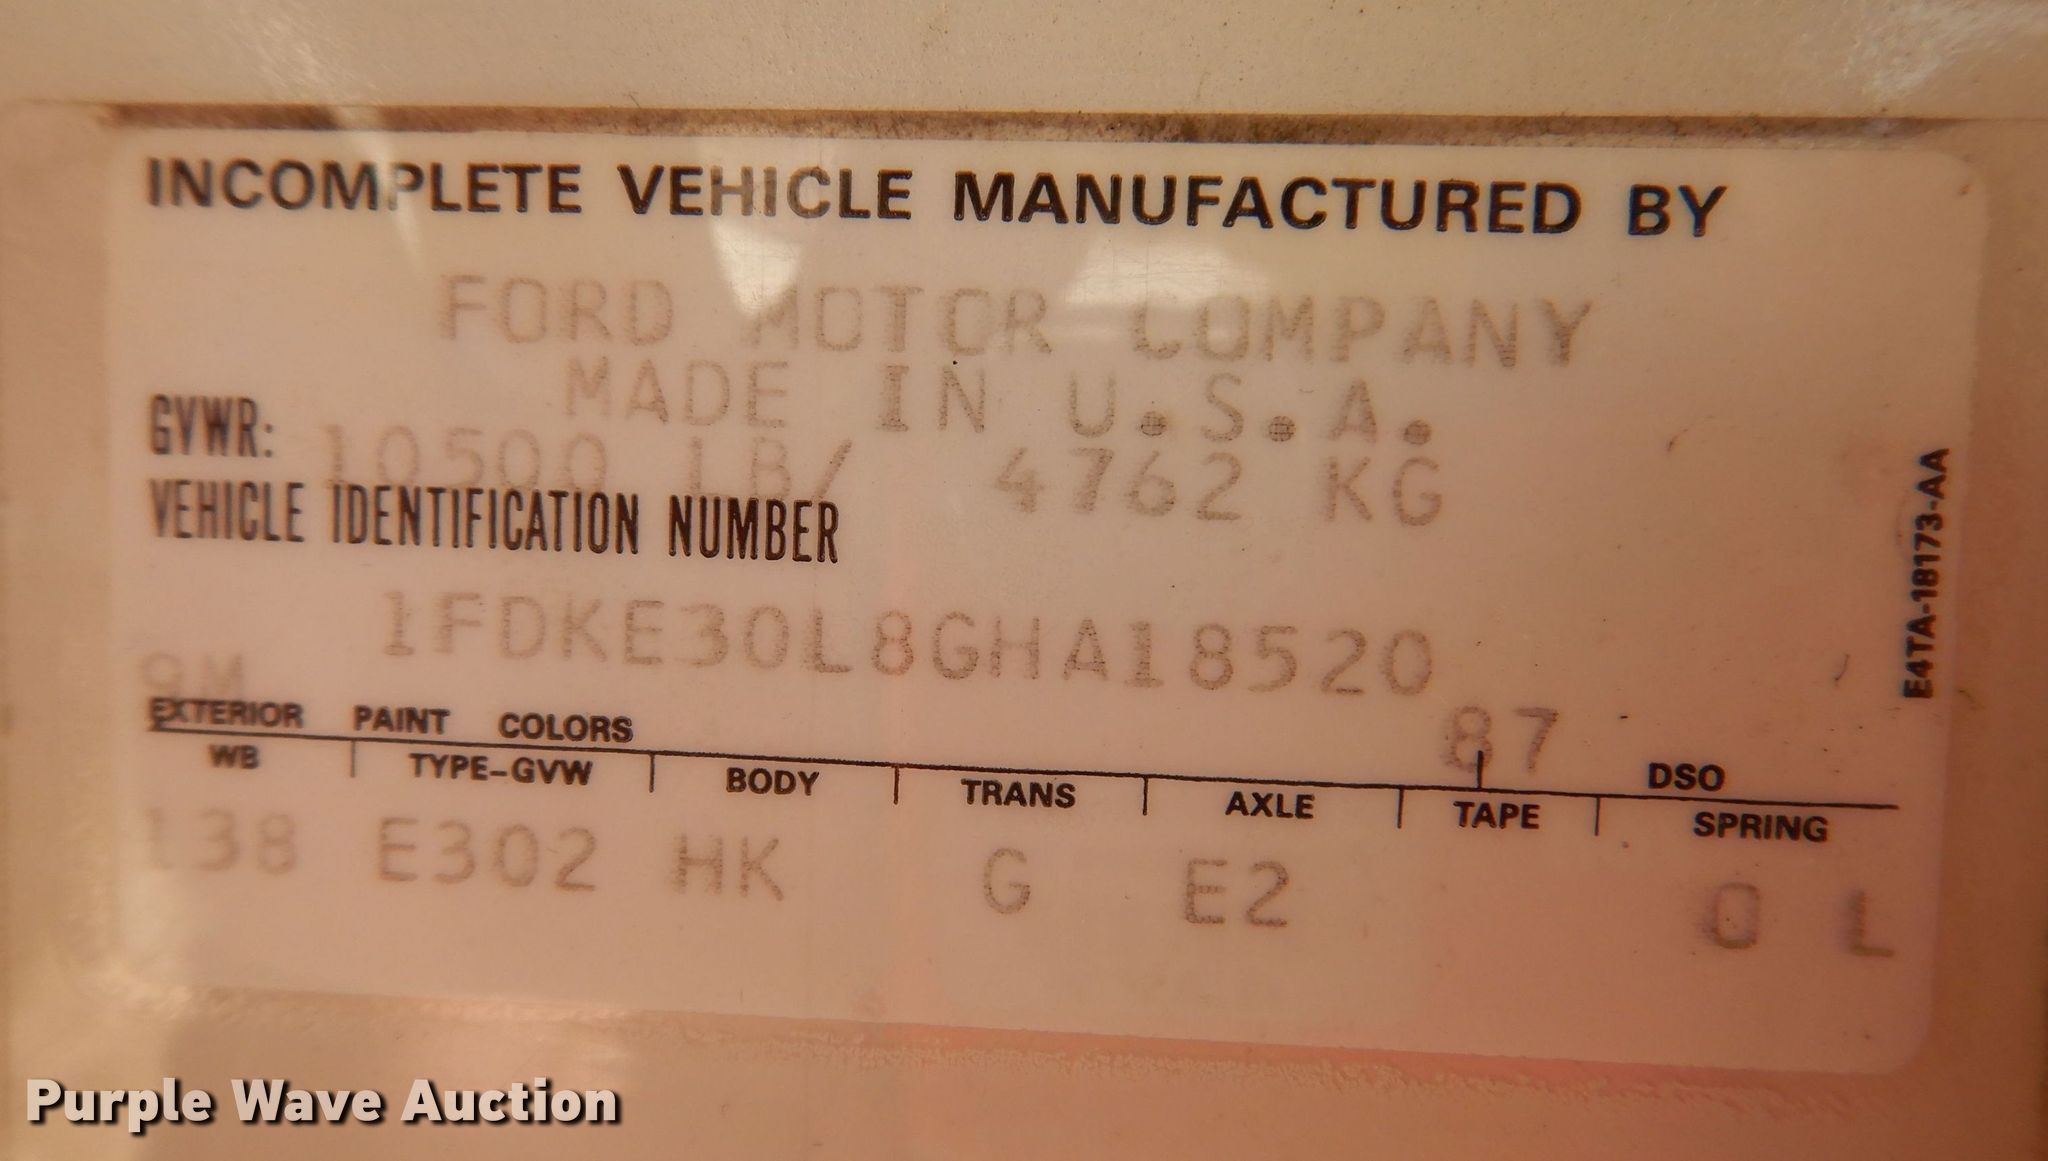 INCOMPLETE VEHICLE MANUFACTURED BY
FORD MOTOR COMPANY
MADE IN U.S.A.
GVWR: 10500 LB/ 4762 KG
VEHICLE IDENTIFICATION NUMBER
1FDKE30L8GHA18520
9M
87
EXTERIOR PAINT COLORS DSO
WB TYPE-GVW BODY TRANS AXLE TAPE SPRING
138 E302 HK G E2 O L
E4TA-18173-AA
Purple Wave Auction